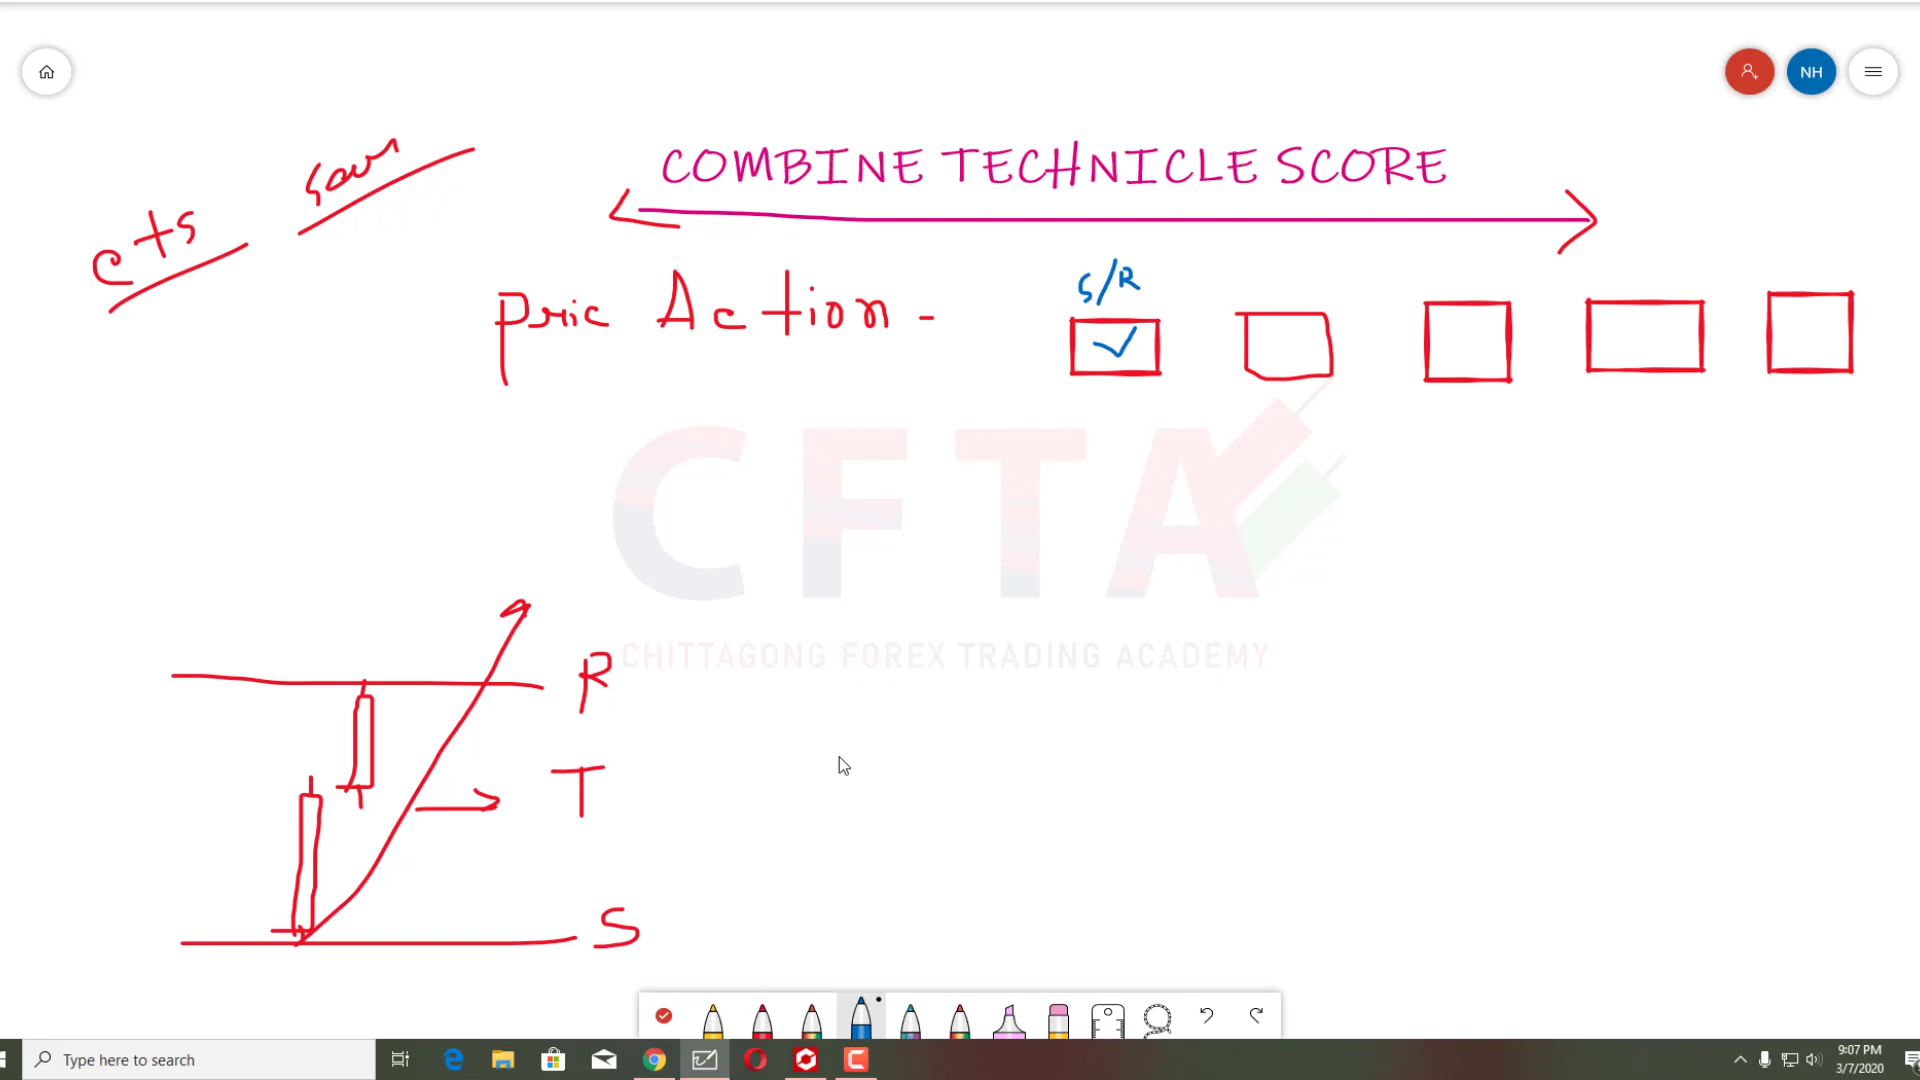 NH
COMBINE TECHNICLE SCORE
cts
S/R
Pric Action -
CFTA
CHITTAGONG FOREX TRADING ACADEMY
R
T
S
Type here to search
9:07 PM
3/7/2020